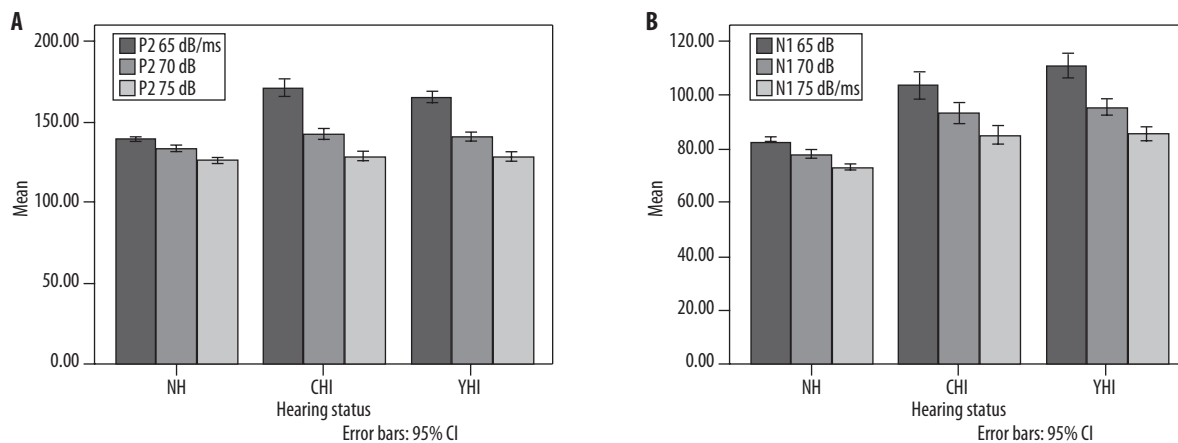 A
200.00
150.00
100.00
50.00
0.00
Mean
P2 65 dB/ms
P2 70 dB
P2 75 dB
NH
CHI
YHI
Hearing status
Error bars: 95% CI
B
120.00
100.00
80.00
60.00
40.00
20.00
0.00
Mean
N1 65 dB
N1 70 dB
N1 75 dB/ms
NH
CHI
YHI
Hearing status
Error bars: 95% CI